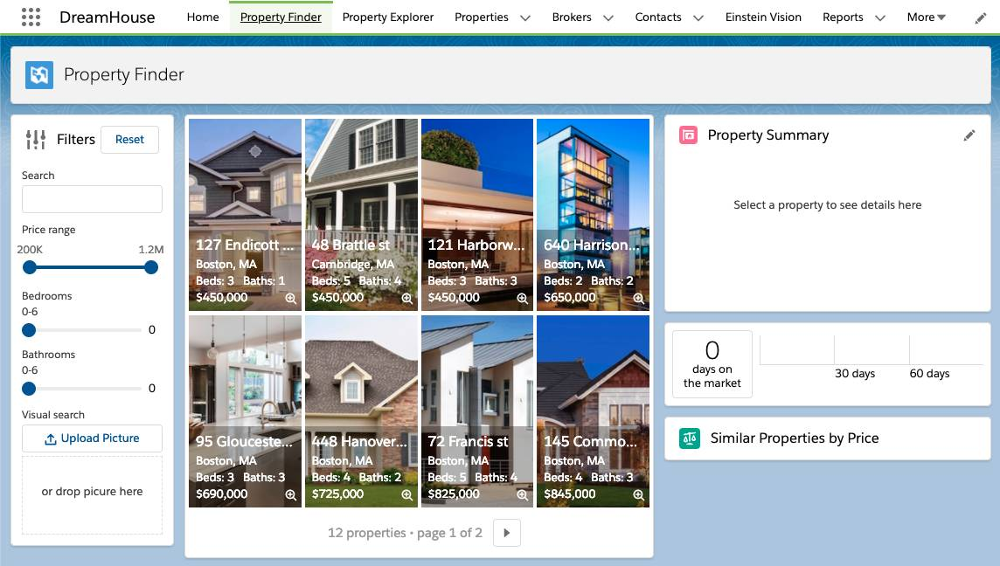 DreamHouse
Home Property Finder Property Explorer Properties Brokers Contacts Einstein Vision Reports More
Property Finder
Filters
Reset
Search
Price range
200K 1.2M
Bedrooms
0-6
0
Bathrooms
0-6
0
Visual search
Upload Picture
or drop picure here
127 Endicott ...
Boston, MA
Beds: 3 Baths: 1
$450,000
48 Brattle st
Cambridge, MA
Beds: 5 Baths: 4
$450,000
121 Harborw...
Boston, MA
Beds: 3 Baths: 3
$450,000
640 Harrison...
Boston, MA
Beds: 2 Baths: 2
$650,000
95 Glouceste...
Boston, MA
Beds: 3 Baths: 3
$690,000
448 Hanover...
Boston, MA
Beds: 4 Baths: 2
$725,000
72 Francis st
Boston, MA
Beds: 5 Baths: 4
$825,000
145 Commo...
Boston, MA
Beds: 4 Baths: 3
$845,000
12 properties • page 1 of 2
Property Summary
Select a property to see details here
0
days on
the market
30 days 60 days
Similar Properties by Price